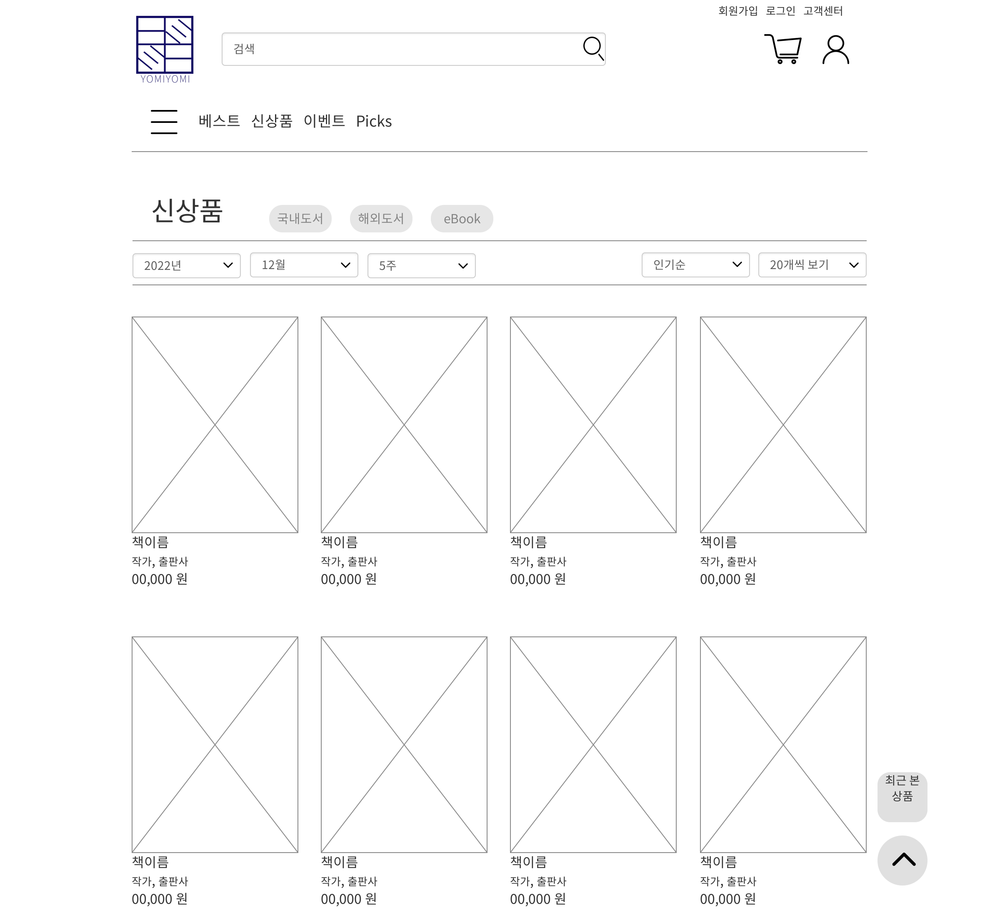 회원가입 로그인 고객센터
검색
YOMIYOMI
베스트 신상품 이벤트 Picks
신상품 국내도서 해외도서 eBook
2022년 12월 5주 인기순 20개씩 보기
책이름 책이름 책이름 책이름
작가, 출판사 작가, 출판사 작가, 출판사 작가, 출판사
00,000 원 00,000 원 00,000 원 00,000 원
최근 본
상품
책이름 책이름 책이름 책이름
작가, 출판사 작가, 출판사 작가, 출판사 작가, 출판사
00,000 원 00,000 원 00,000 원 00,000 원